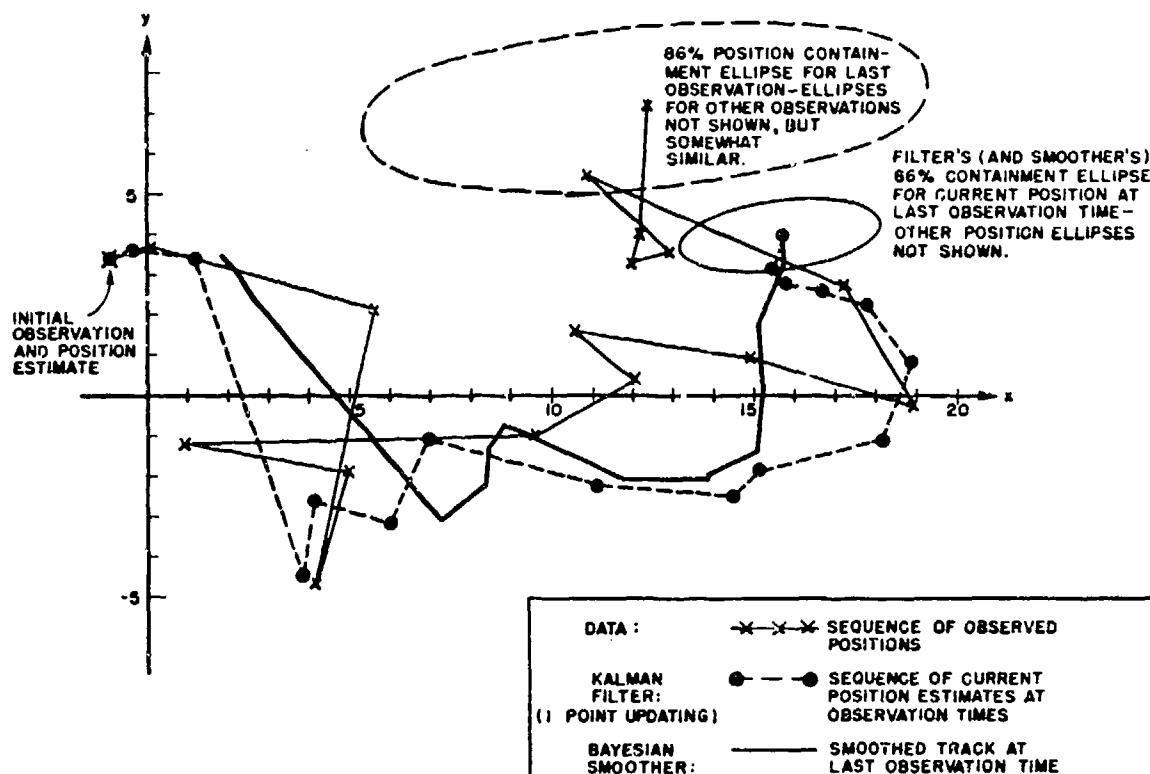 y
86% POSITION CONTAIN-
MENT ELLIPSE FOR LAST
OBSERVATION-ELLIPSES
FOR OTHER OBSERVATIONS
NOT SHOWN, BUT
SOMEWHAT
SIMILAR.
FILTER'S (AND SMOOTHER'S)
86% CONTAINMENT ELLIPSE
FOR CURRENT POSITION AT
LAST OBSERVATION TIME-
OTHER POSITION ELLIPSES
NOT SHOWN.
5
INITIAL
OBSERVATION
AND POSITION
ESTIMATE
5
10
15
20
x
-5
DATA:
SEQUENCE OF OBSERVED
POSITIONS
KALMAN
FILTER:
(1 POINT UPDATING)
SEQUENCE OF CURRENT
POSITION ESTIMATES AT
OBSERVATION TIMES
BAYESIAN
SMOOTHER:
SMOOTHED TRACK AT
LAST OBSERVATION TIME